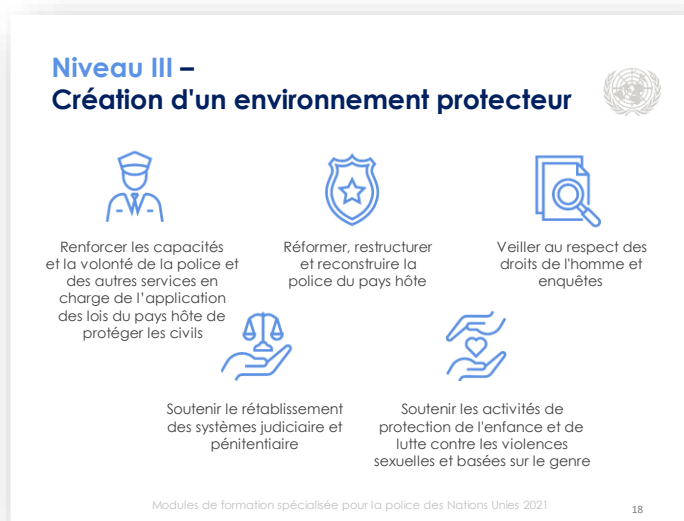 Niveau III –
Création d'un environnement protecteur
Renforcer les capacités
et la volonté de la police et
des autres services en
charge de l’application
des lois du pays hôte de
protéger les civils
Réformer, restructurer
et reconstruire la
police du pays hôte
Veiller au respect des
droits de l'homme et
enquêtes
Soutenir le rétablissement
des systèmes judiciaire et
pénitentiaire
Soutenir les activités de
protection de l'enfance et de
lutte contre les violences
sexuelles et basées sur le genre
Modules de formation spécialisée pour la police des Nations Unies 2021
18